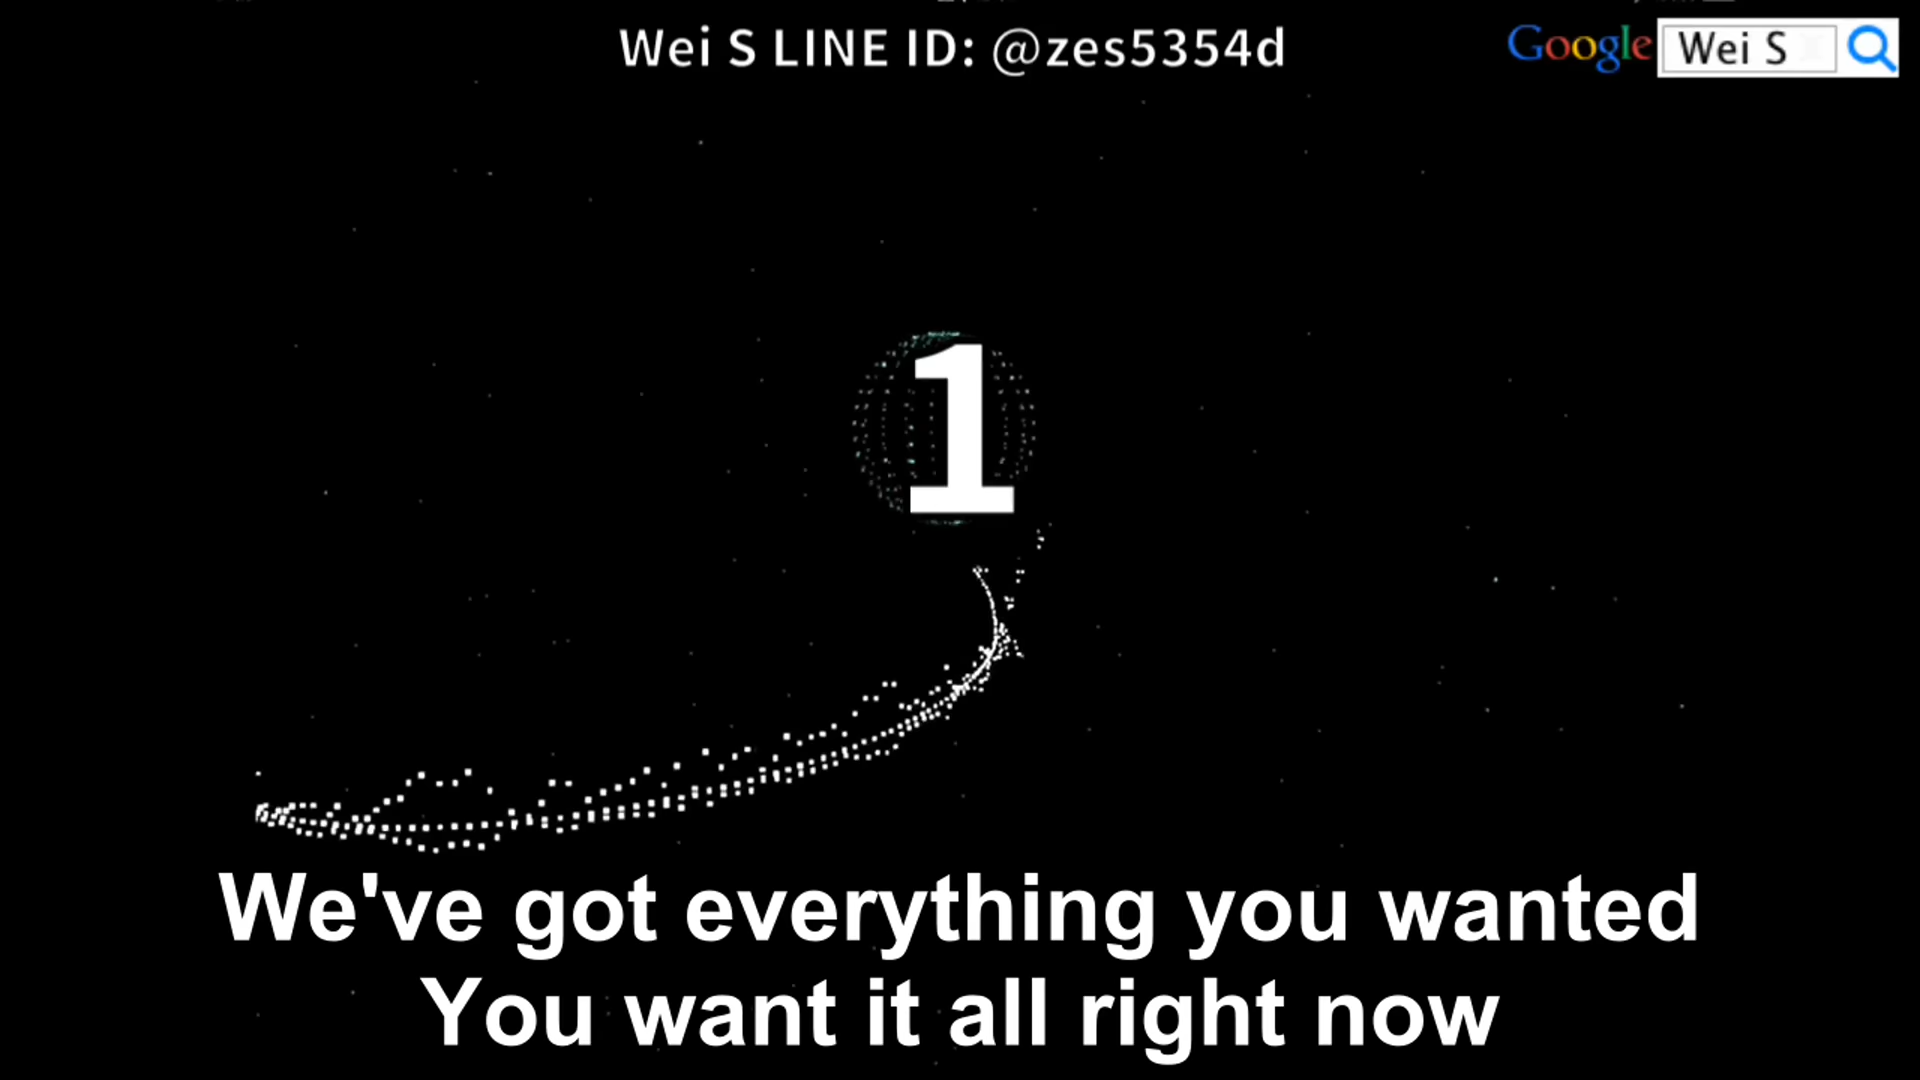 Wei S LINE ID: @zes5354d
Google Wei S
1
We've got everything you wanted
You want it all right now